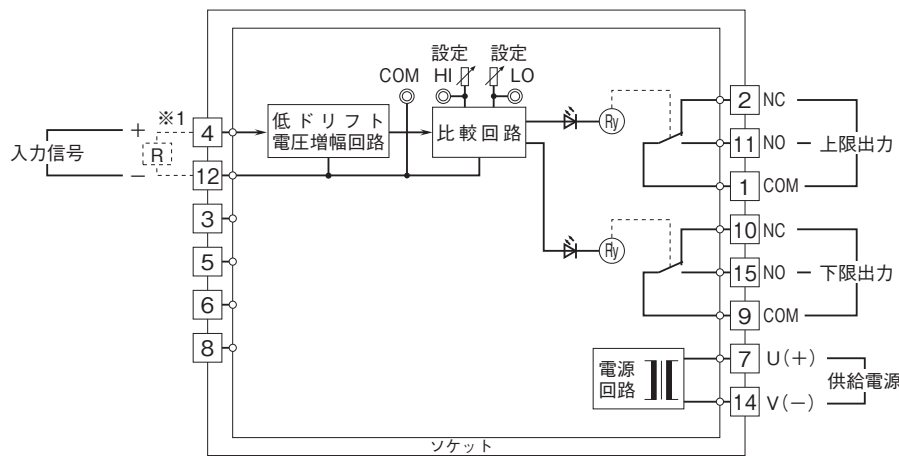 設定
設定
COM
HI
LO
※1
+
4
入力信号
R
−
12
低ドリフト
電圧増幅回路
比較回路
Ry
2 NC
11 NO
上限出力
1 COM
3
5
6
8
Ry
10 NC
15 NO
下限出力
9 COM
電源
回路
7 U(+)
供給電源
14 V(−)
ソケット